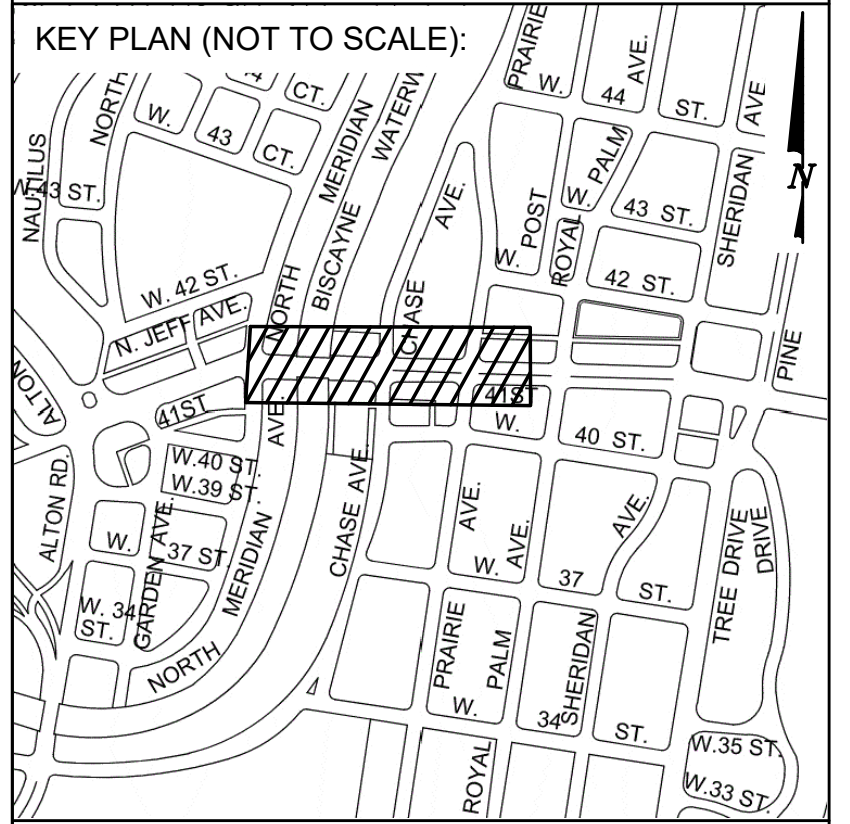 KEY PLAN (NOT TO SCALE):
PRAIRIE
W. 44 ST.
AVE.
AVE
NORTH
W. 43 CT.
CT.
MERIDIAN
WATERW
NAUTILUS
W.43 ST.
PALM
N
AVE.
POST
W. 43 ST.
SHERIDAN
BISCAYNE
ROYAL
W. 42 ST.
W. 42 ST.
NORTH
CHASE
N. JEFF AVE.
PINE
ALTON
41ST
41ST
AVE.
W. 40 ST.
W.40 ST.
W.39 ST.
ALTON RD.
CHASE AVE.
AVE.
AVE.
AVE.
W. 37 ST.
GARDEN AVE.
MERIDIAN
W. 37 ST.
TREE DRIVE
DRIVE
W. 34
ST.
PRAIRIE
PALM
SHERIDAN
NORTH
W. 34 ST.
W.35 ST.
ROYAL
W.33 ST.